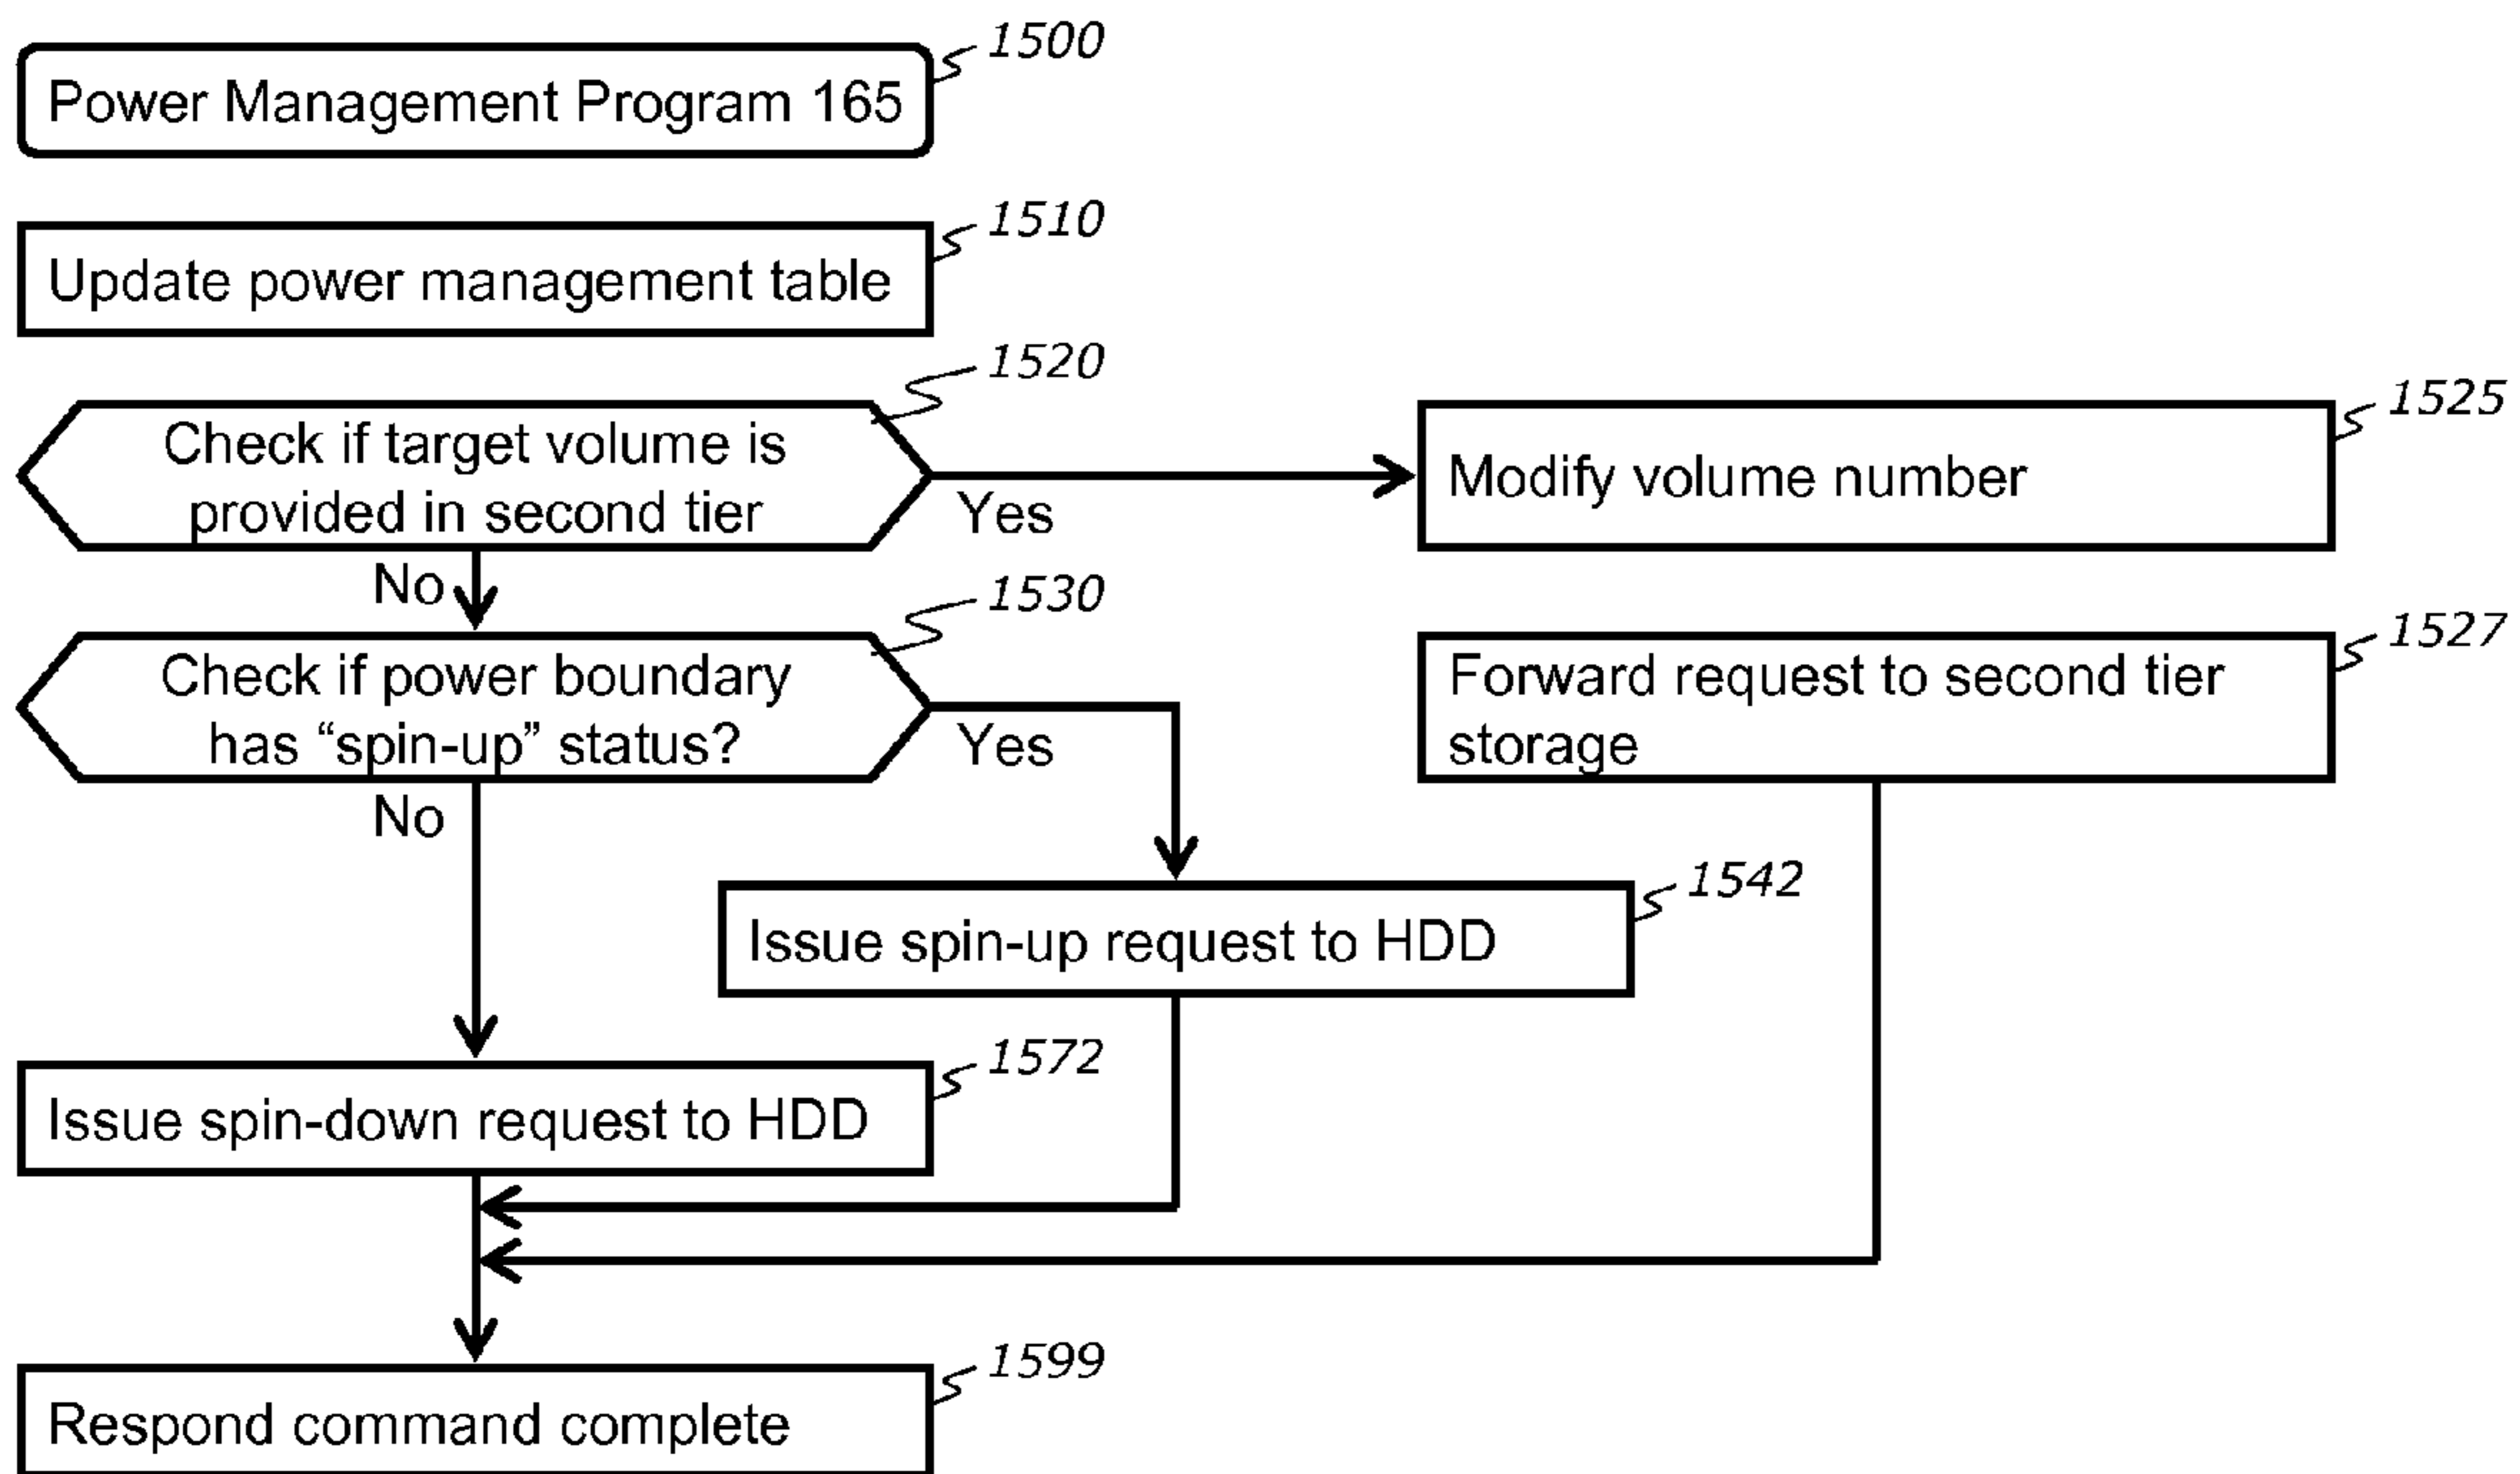 1500
Power Management Program 165
1510
Update power management table
1520
Check if target volume is
provided in second tier
Yes
No
1525
Modify volume number
1530
Check if power boundary
has “spin-up” status?
Yes
No
1527
Forward request to second tier
storage
1542
Issue spin-up request to HDD
1572
Issue spin-down request to HDD
1599
Respond command complete